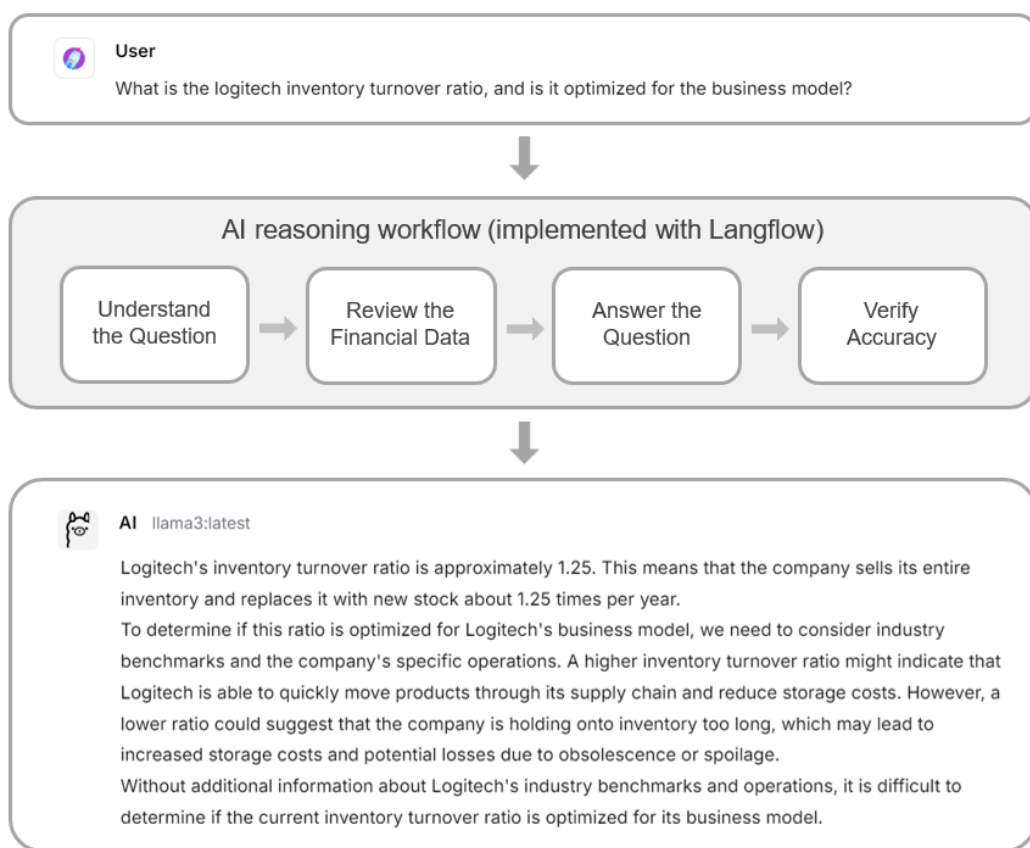 User
What is the logitech inventory turnover ratio, and is it optimized for the business model?
AI reasoning workflow (implemented with Langflow)
Understand
the Question
Review the
Financial Data
Answer the
Question
Verify
Accuracy
AI llama3:latest
Logitech's inventory turnover ratio is approximately 1.25. This means that the company sells its entire
inventory and replaces it with new stock about 1.25 times per year.
To determine if this ratio is optimized for Logitech's business model, we need to consider industry
benchmarks and the company's specific operations. A higher inventory turnover ratio might indicate that
Logitech is able to quickly move products through its supply chain and reduce storage costs. However, a
lower ratio could suggest that the company is holding onto inventory too long, which may lead to
increased storage costs and potential losses due to obsolescence or spoilage.
Without additional information about Logitech's industry benchmarks and operations, it is difficult to
determine if the current inventory turnover ratio is optimized for its business model.